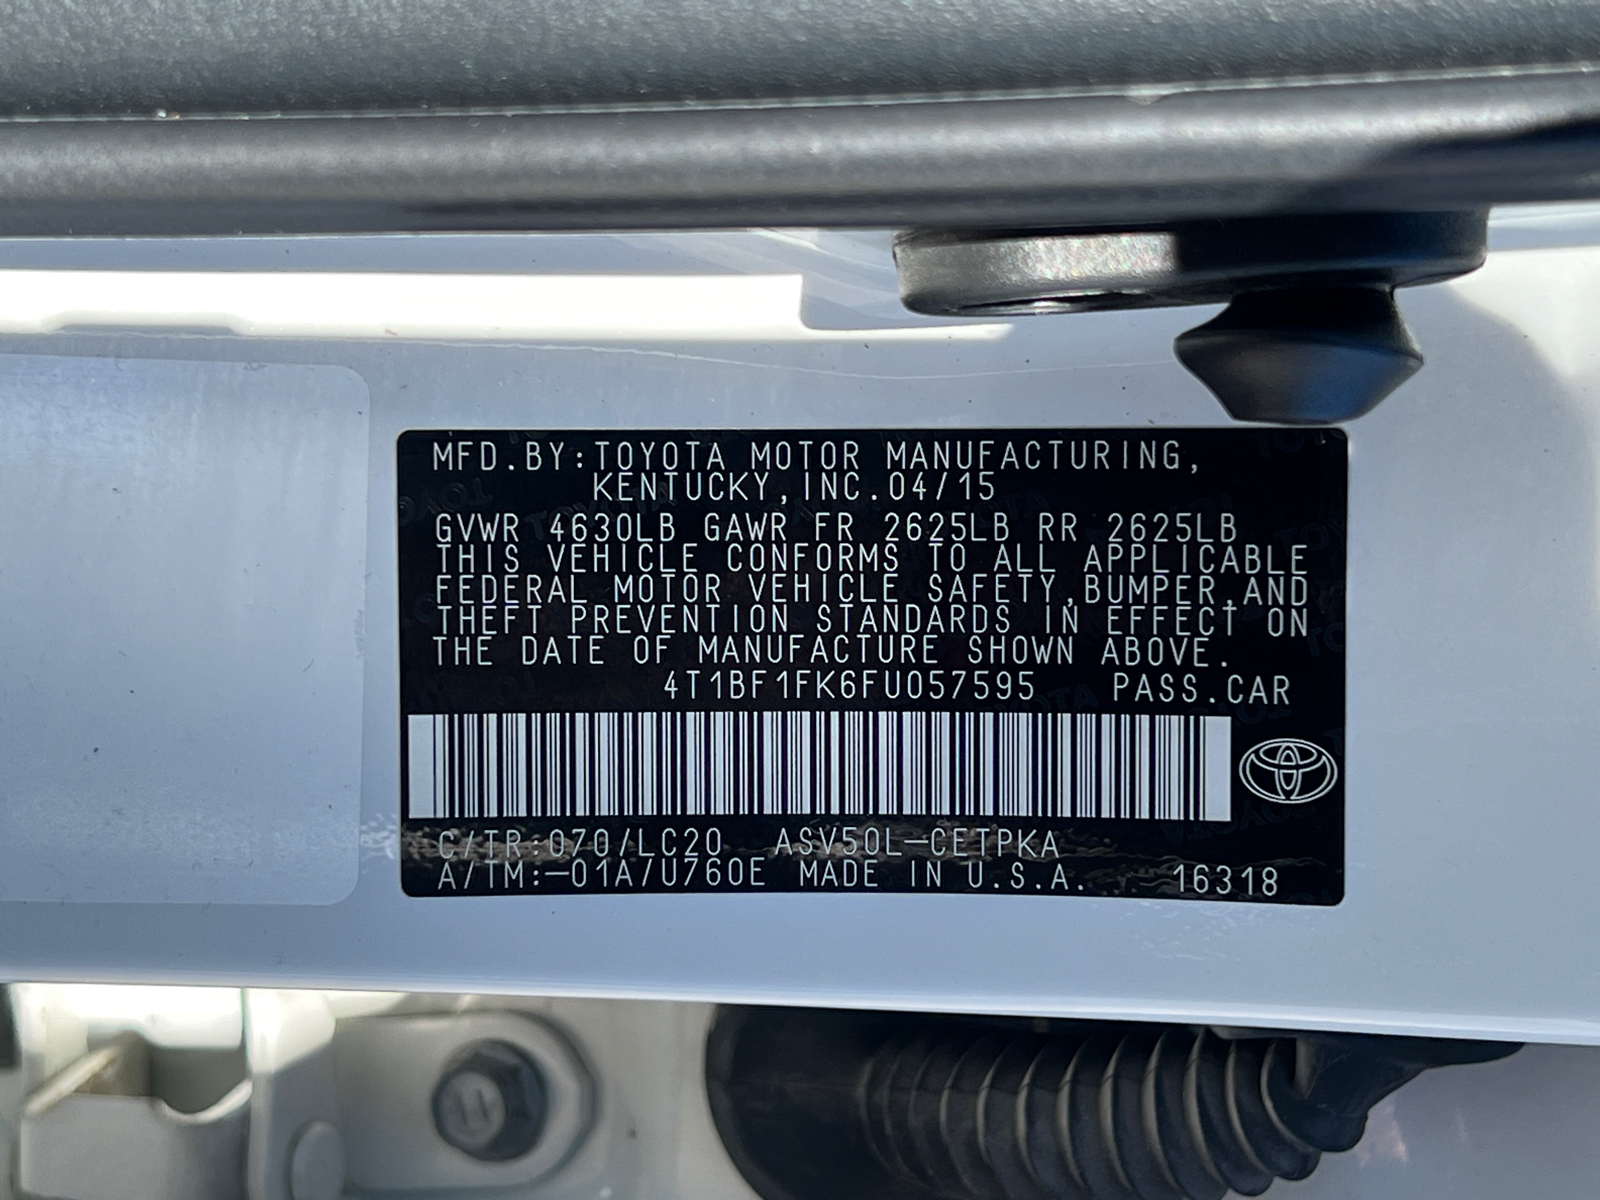 MFD.BY:TOYOTA MOTOR MANUFACTURING,
KENTUCKY,INC.04/15
GVWR 4630LB GAWR FR 2625LB RR 2625LB
THIS VEHICLE CONFORMS TO ALL APPLICABLE
FEDERAL MOTOR VEHICLE SAFETY,BUMPER,AND
THEFT PREVENTION STANDARDS IN EFFECT ON
THE DATE OF MANUFACTURE SHOWN ABOVE.
4T1BF1FK6FU057595 PASS.CAR
C/TR:070/LC20 ASV50L-CETPKA
A/TM:-01A/U760E MADE IN U.S.A. 16318